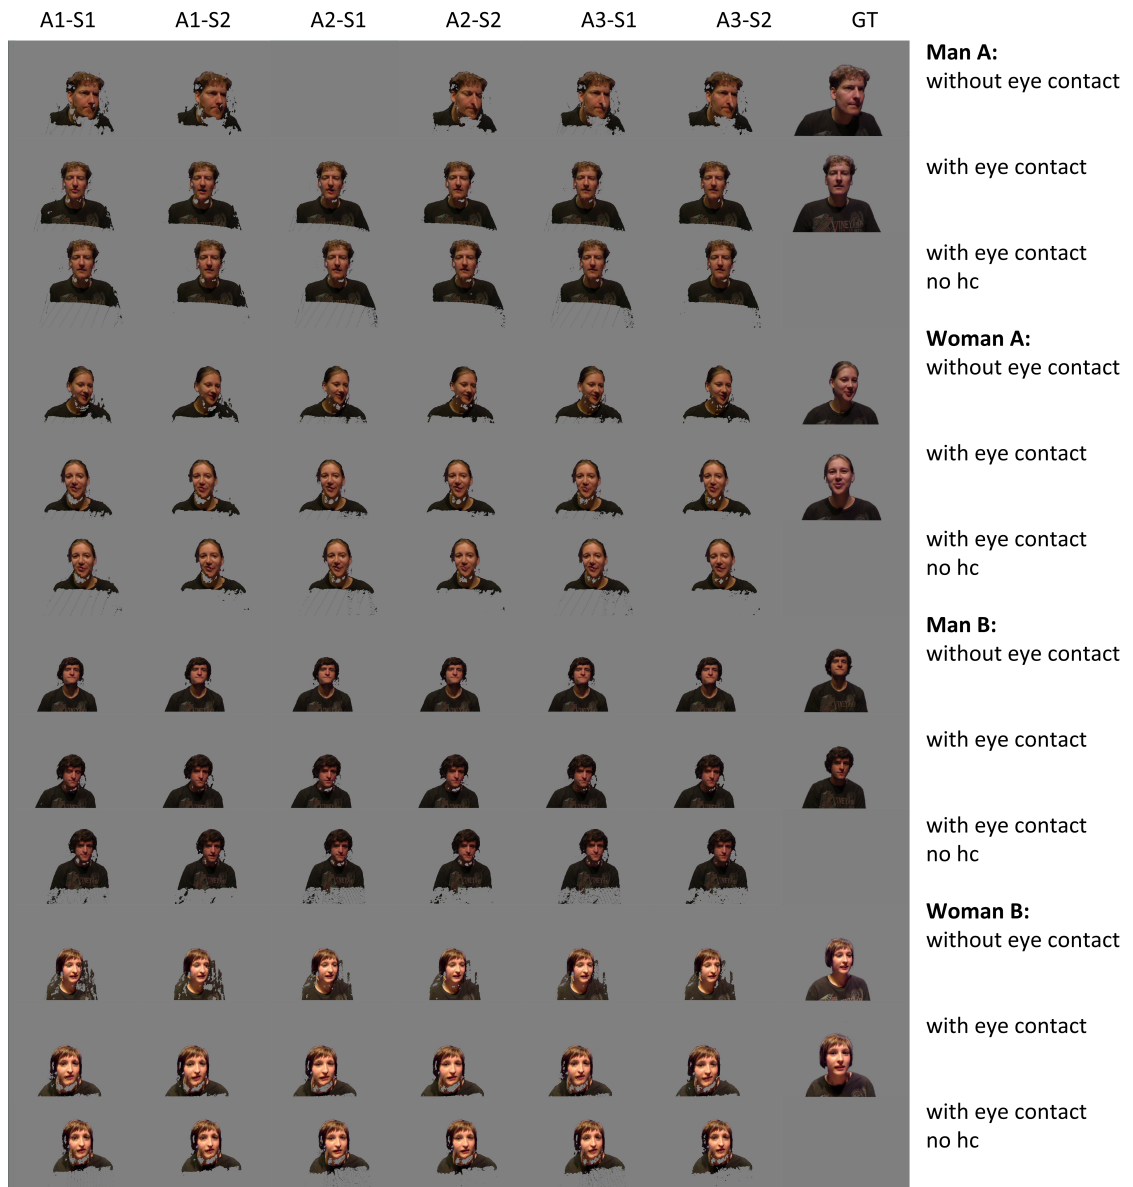 A1-S1 A1-S2 A2-S1 A2-S2 A3-S1 A3-S2 GT
Man A:
without eye contact
with eye contact
with eye contact
no hc
Woman A:
without eye contact
with eye contact
with eye contact
no hc
Man B:
without eye contact
with eye contact
with eye contact
no hc
Woman B:
without eye contact
with eye contact
with eye contact
no hc